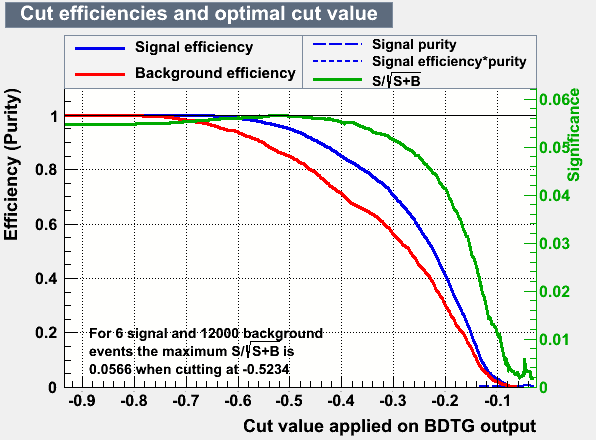 Cut efficiencies and optimal cut value
Signal efficiency
Background efficiency
Signal purity
Signal efficiency*purity
S/√S+B
Efficiency (Purity)
1
0.8
0.6
0.4
0.2
0
0.06
0.05
0.04
0.03
0.02
0.01
0
Significance
For 6 signal and 12000 background
events the maximum S/√S+B is
0.0566 when cutting at -0.5234
-0.9 -0.8 -0.7 -0.6 -0.5 -0.4 -0.3 -0.2 -0.1
Cut value applied on BDTG output